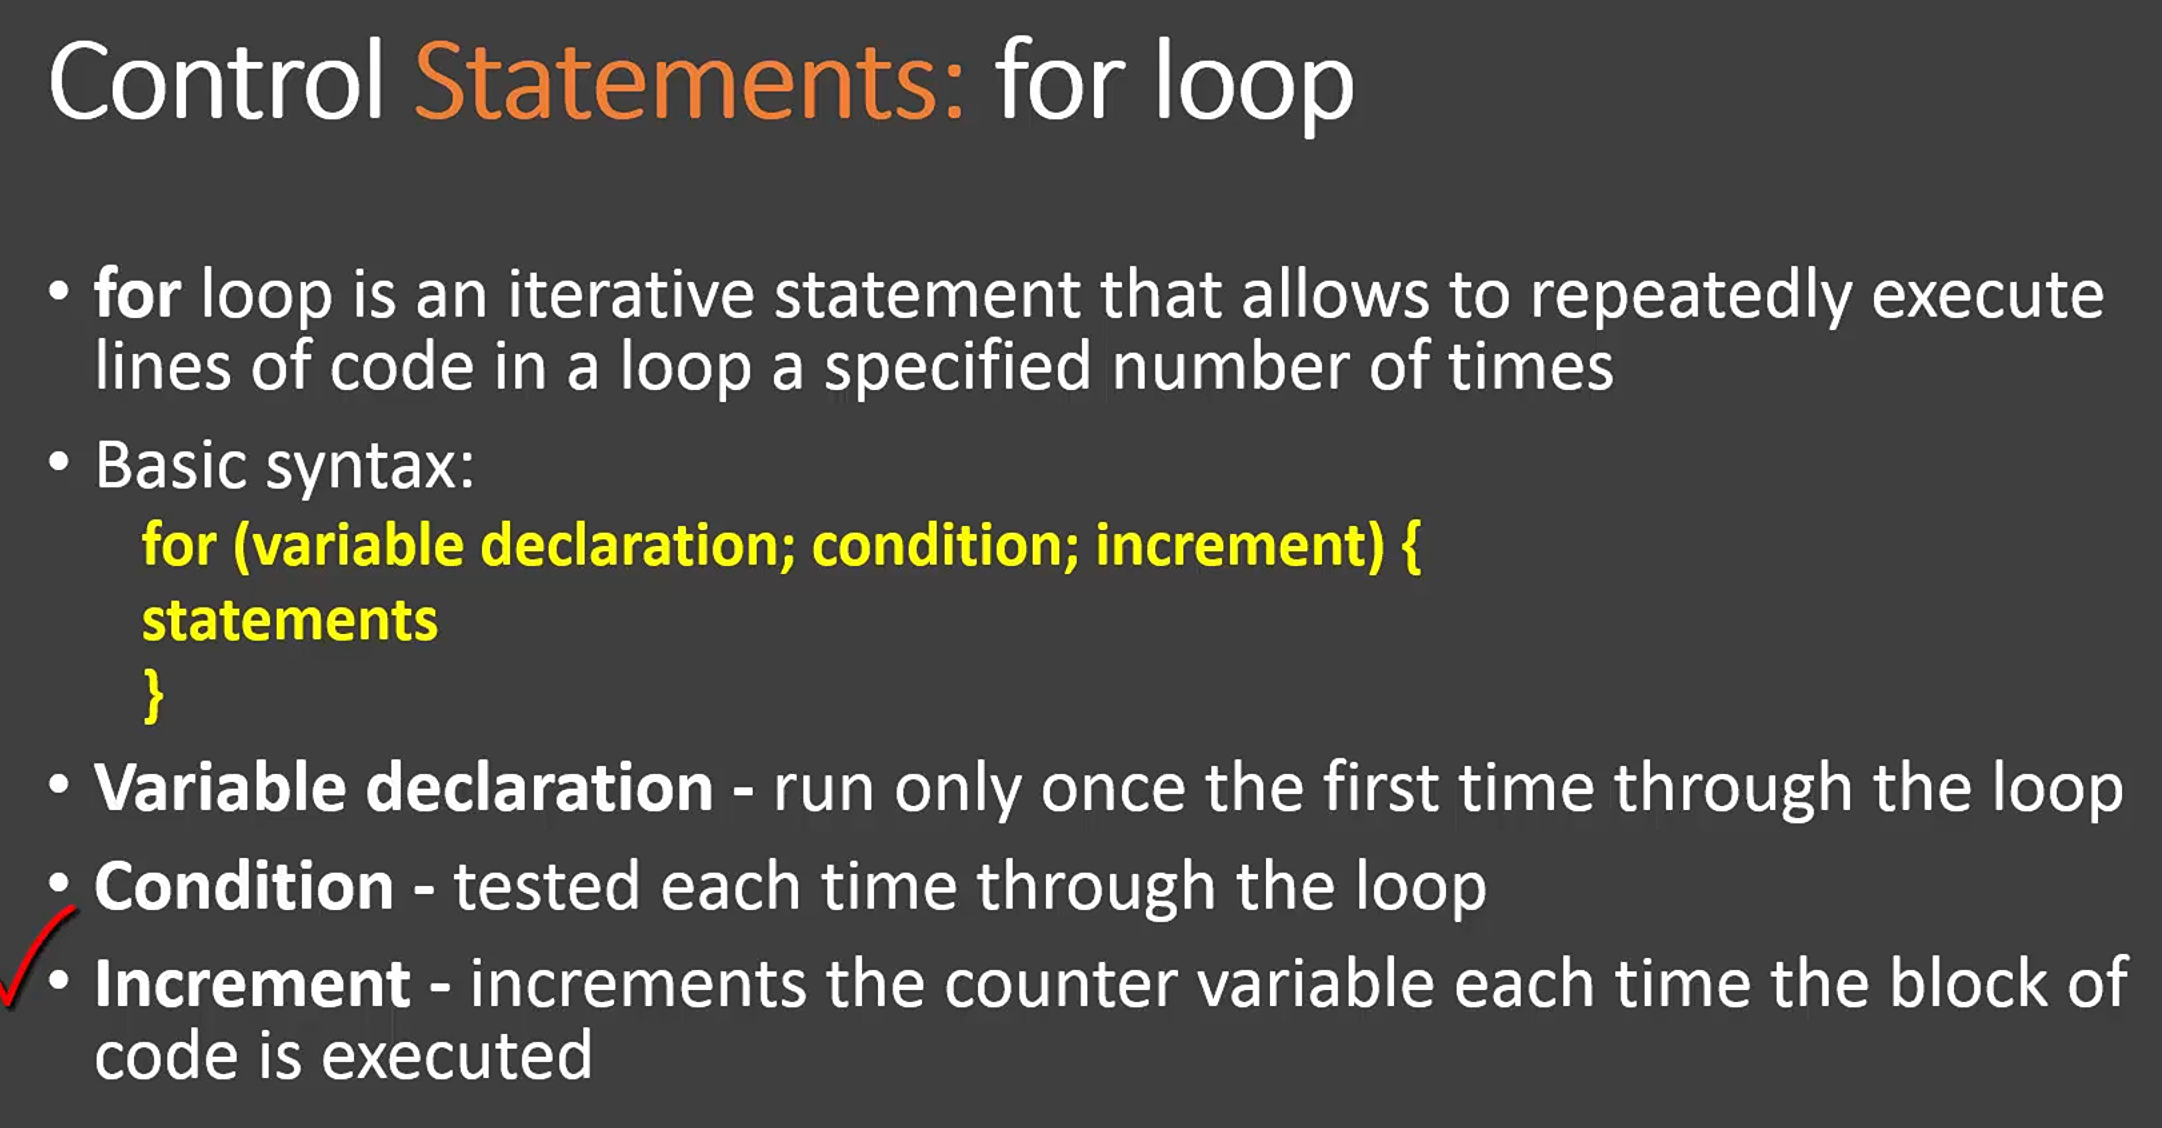 Control Statements: for loop
• for loop is an iterative statement that allows to repeatedly execute
lines of code in a loop a specified number of times
• Basic syntax:
for (variable declaration; condition; increment) {
statements
}
• Variable declaration - run only once the first time through the loop
• Condition - tested each time through the loop
• Increment - increments the counter variable each time the block of
code is executed